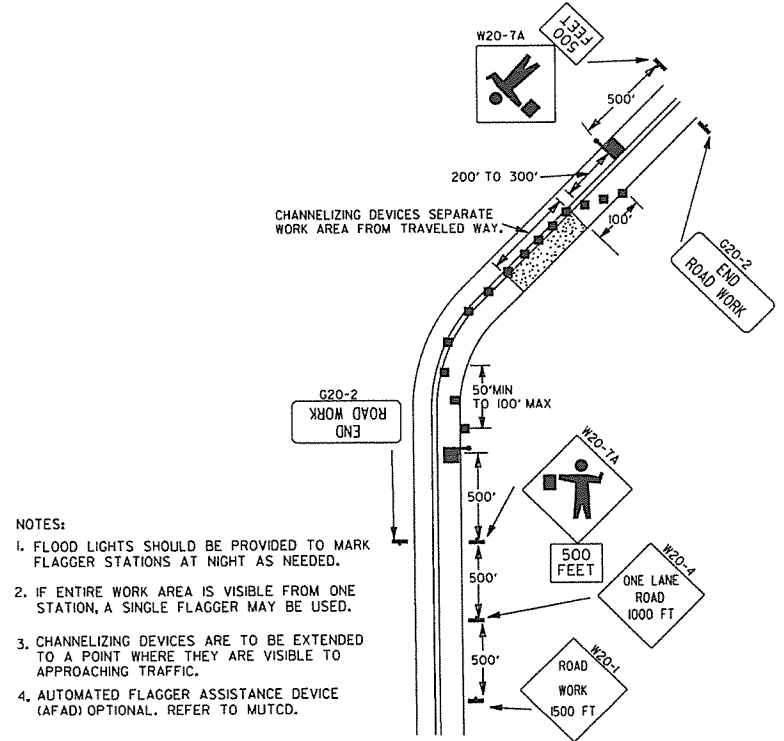 W20-7A
500
FEET
500'
200' TO 300'
CHANNELIZING DEVICES SEPARATE
WORK AREA FROM TRAVELED WAY.
100'
G20-2
END
ROAD WORK
G20-2
END
ROAD WORK
50'MIN
TO 100' MAX
W20-7A
500'
500
FEET
500'
W20-4
ONE LANE
ROAD
1000 FT
500'
W20-1
ROAD
WORK
1500 FT
NOTES:
1. FLOOD LIGHTS SHOULD BE PROVIDED TO MARK
FLAGGER STATIONS AT NIGHT AS NEEDED.
2. IF ENTIRE WORK AREA IS VISIBLE FROM ONE
STATION, A SINGLE FLAGGER MAY BE USED.
3. CHANNELIZING DEVICES ARE TO BE EXTENDED
TO A POINT WHERE THEY ARE VISIBLE TO
APPROACHING TRAFFIC.
4. AUTOMATED FLAGGER ASSISTANCE DEVICE
(AFAD) OPTIONAL. REFER TO MUTCD.